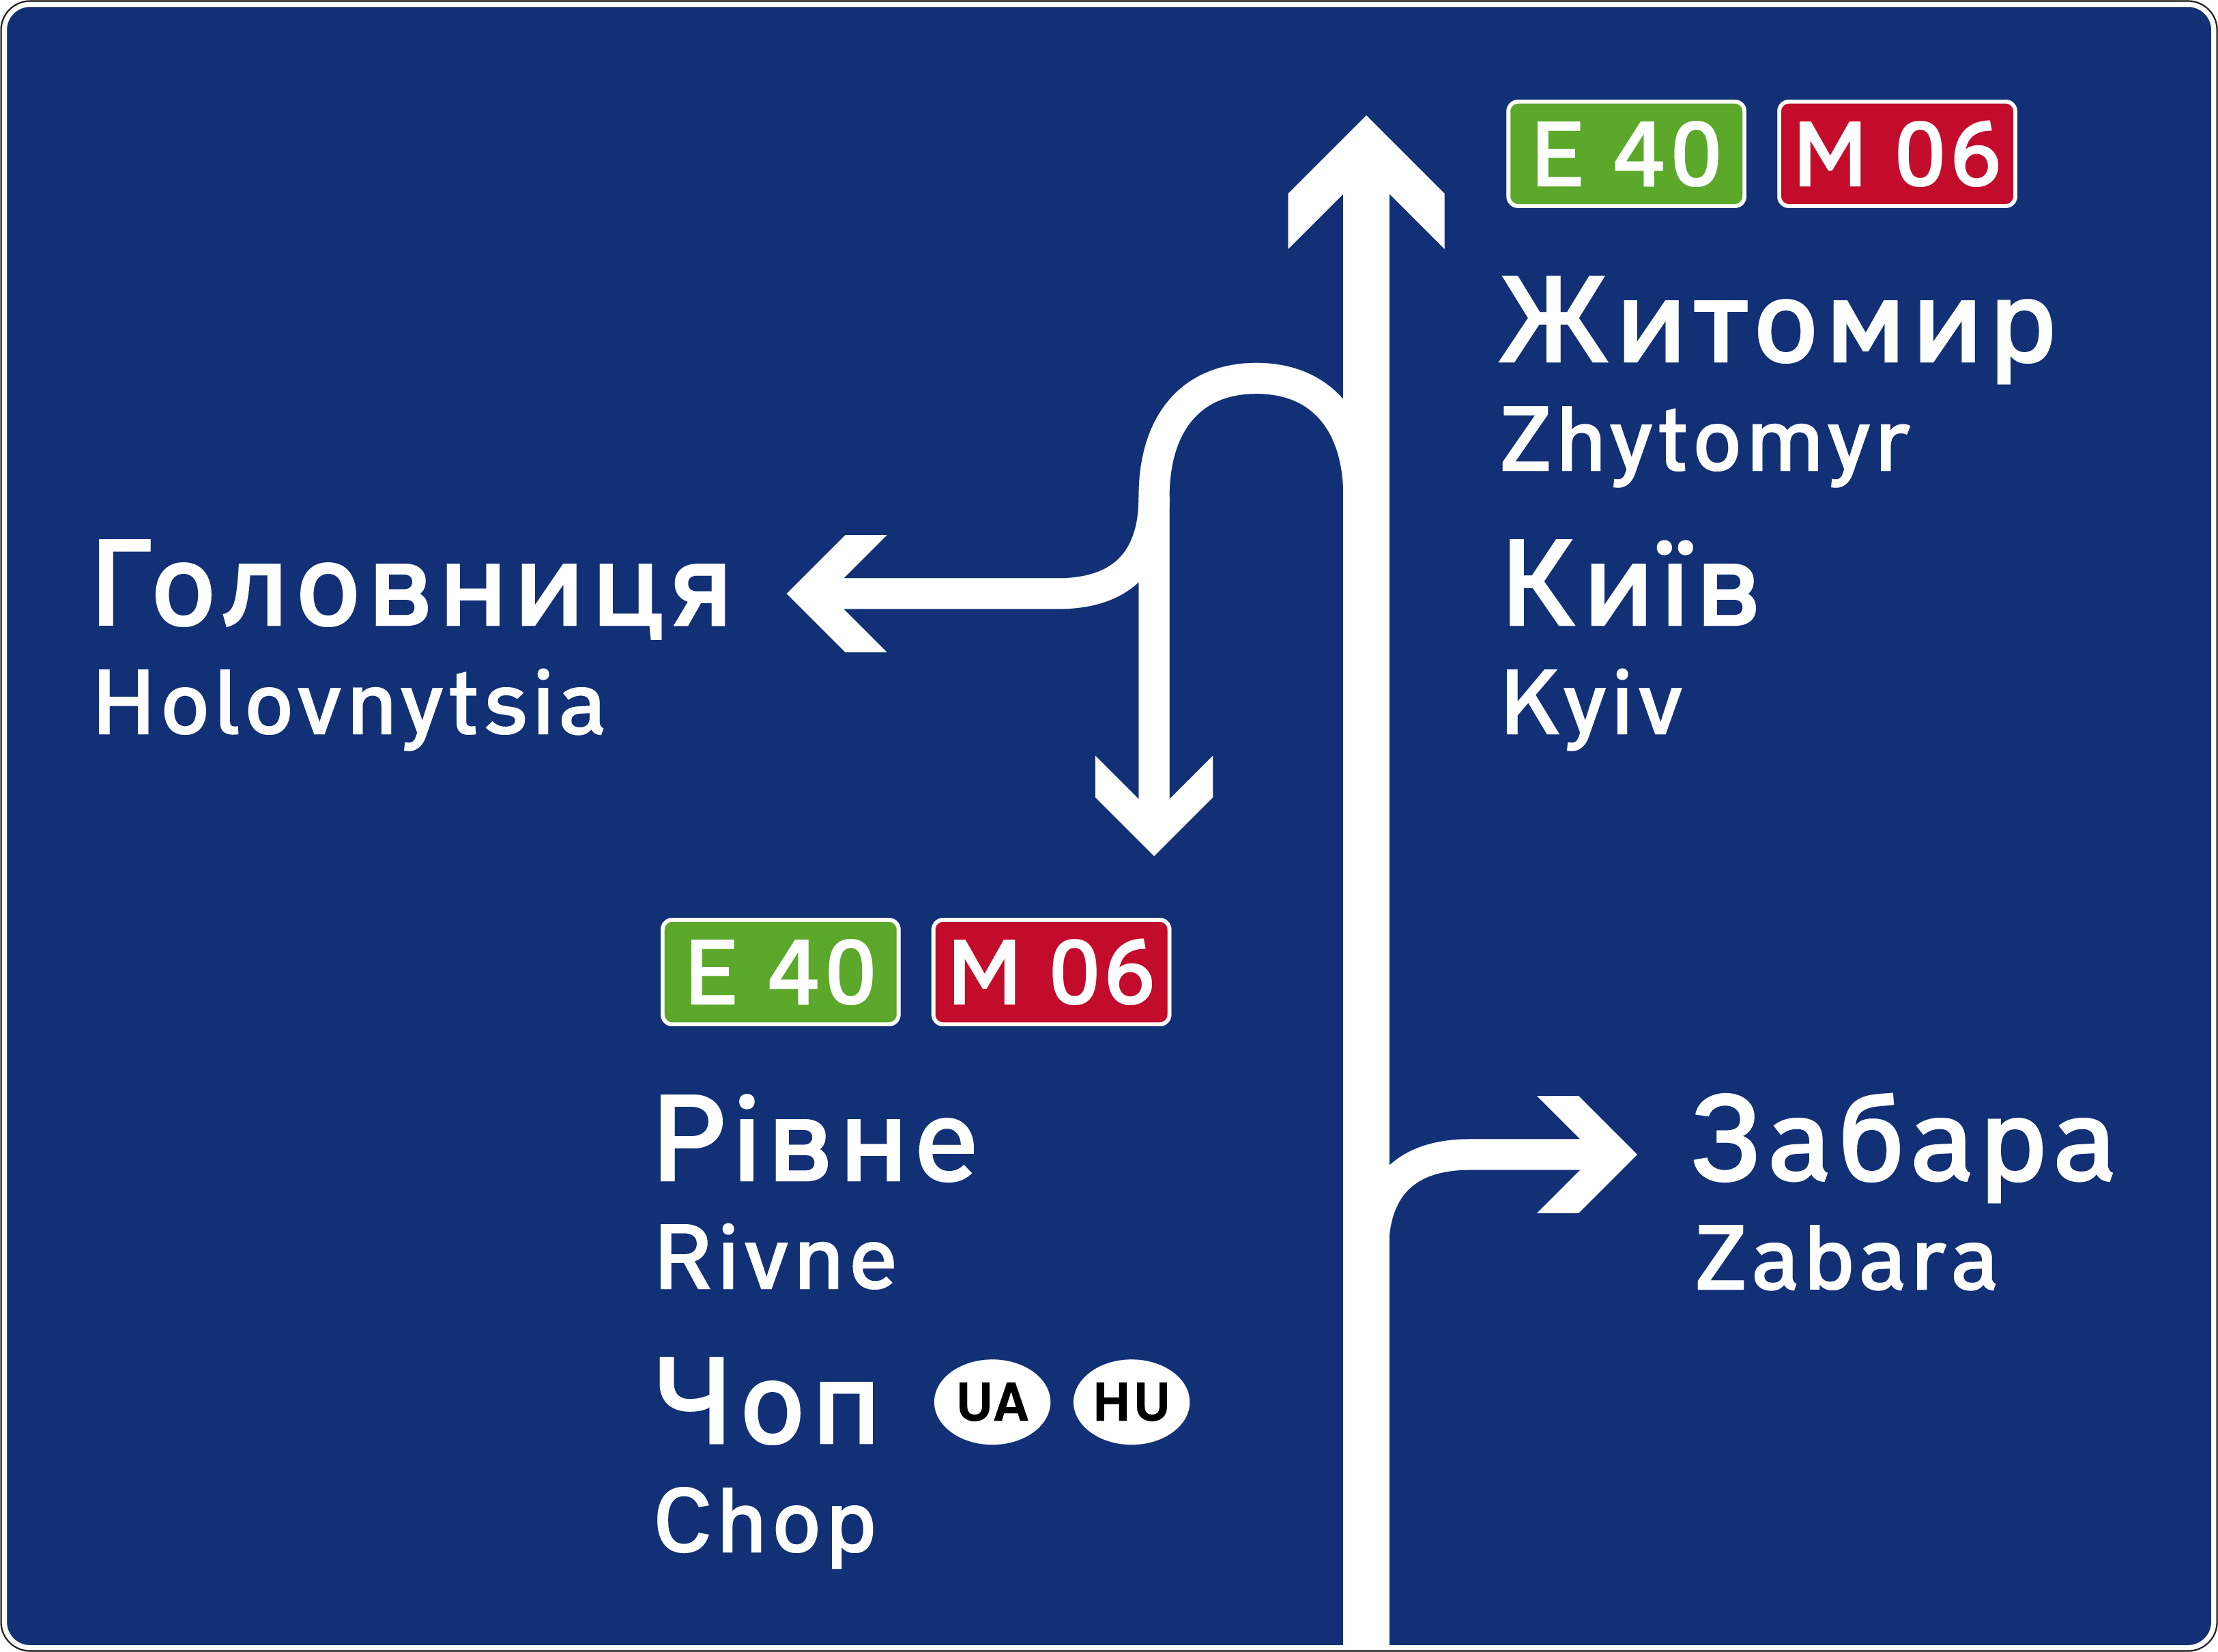 E 40 M 06
Житомир
Zhytomyr
Київ
Kyiv
Головниця
Holovnytsia
E 40 M 06
Рівне
Rivne
Чоп UA HU
Chop
Забара
Zabara